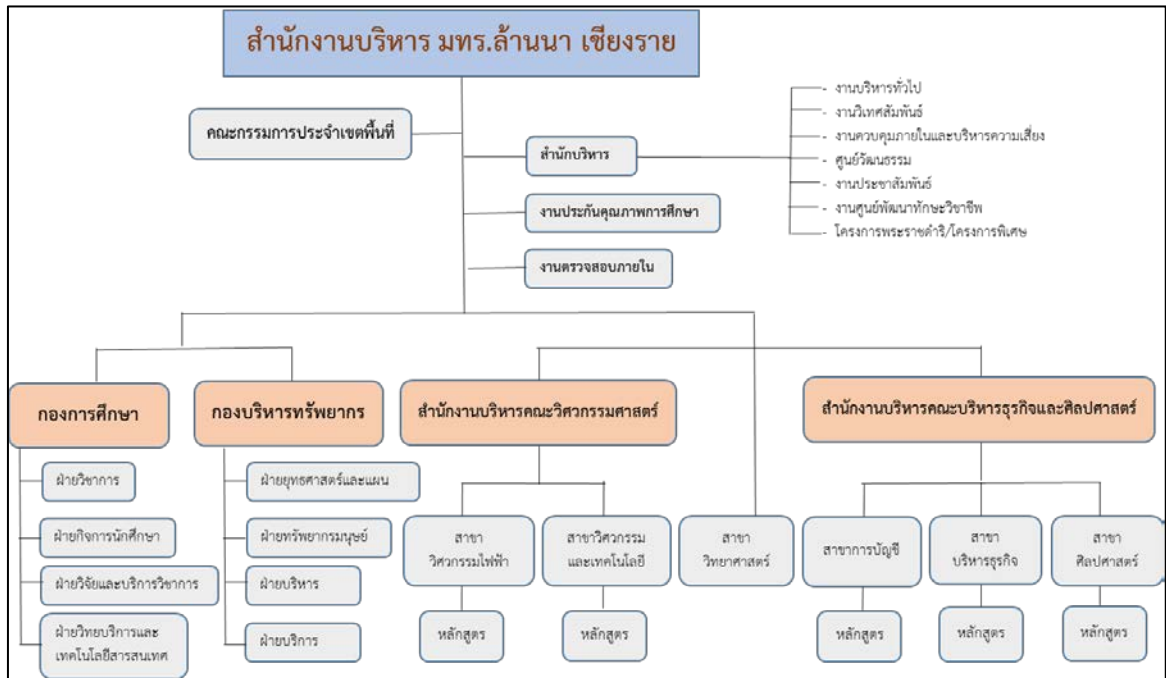 สำนักงานบริหาร มทร.ล้านนา เชียงราย
คณะกรรมการประจำเขตพื้นที่
สำนักบริหาร
- งานบริหารทั่วไป
- งานวิเทศสัมพันธ์
- งานควบคุมภายในและบริหารความเสี่ยง
- ศูนย์วัฒนธรรม
- งานประชาสัมพันธ์
- งานศูนย์พัฒนาทักษะวิชาชีพ
- โครงการพระราชดำริ/โครงการพิเศษ
งานประกันคุณภาพการศึกษา
งานตรวจสอบภายใน
กองการศึกษา
ฝ่ายวิชาการ
ฝ่ายกิจการนักศึกษา
ฝ่ายวิจัยและบริการวิชาการ
ฝ่ายวิทยบริการและ
เทคโนโลยีสารสนเทศ
กองบริหารทรัพยากร
ฝ่ายยุทธศาสตร์และแผน
ฝ่ายทรัพยากรมนุษย์
ฝ่ายบริหาร
ฝ่ายบริการ
สำนักงานบริหารคณะวิศวกรรมศาสตร์
สาขา
วิศวกรรมไฟฟ้า
หลักสูตร
สาขาวิศวกรรม
และเทคโนโลยี
หลักสูตร
สาขา
วิทยาศาสตร์
สำนักงานบริหารคณะบริหารธุรกิจและศิลปศาสตร์
สาขาการบัญชี
หลักสูตร
สาขา
บริหารธุรกิจ
หลักสูตร
สาขา
ศิลปศาสตร์
หลักสูตร